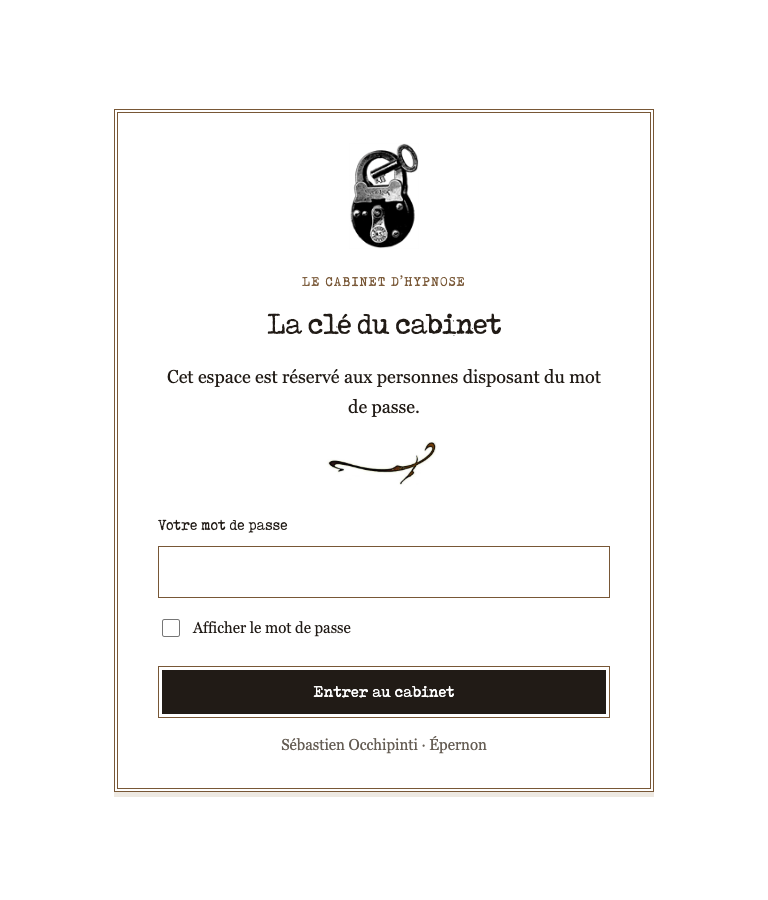 LE CABINET D’HYPNOSE
La clé du cabinet
Cet espace est réservé aux personnes disposant du mot
de passe.
Votre mot de passe
Afficher le mot de passe
Entrer au cabinet
Sébastien Occhipinti · Épernon